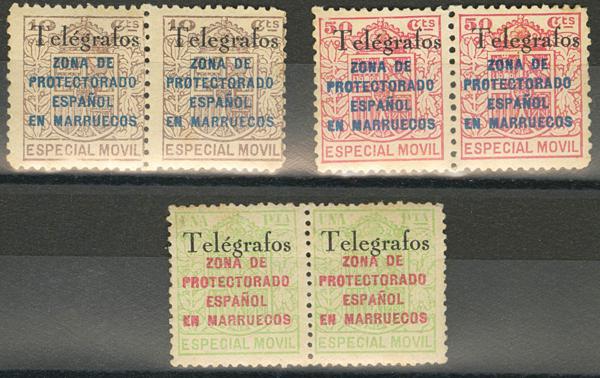 10 Cts
Telégrafos
ZONA DE
PROTECTORADO
ESPAÑOL
EN MARRUECOS
ESPECIAL MOVIL
10 Cts
Telégrafos
ZONA DE
PROTECTORADO
ESPAÑOL
EN MARRUECOS
ESPECIAL MOVIL
50 Cts
Telégrafos
ZONA DE
PROTECTORADO
ESPAÑOL
EN MARRUECOS
ESPECIAL MOVIL
50 Cts
Telégrafos
ZONA DE
PROTECTORADO
ESPAÑOL
EN MARRUECOS
ESPECIAL MOVIL
UNA PTA
Telégrafos
ZONA DE
PROTECTORADO
ESPAÑOL
EN MARRUECOS
ESPECIAL MOVIL
UNA PTA
Telegrafos
ZONA DE
PROTECTORADO
ESPAÑOL
EN MARRUECOS
ESPECIAL MOVIL